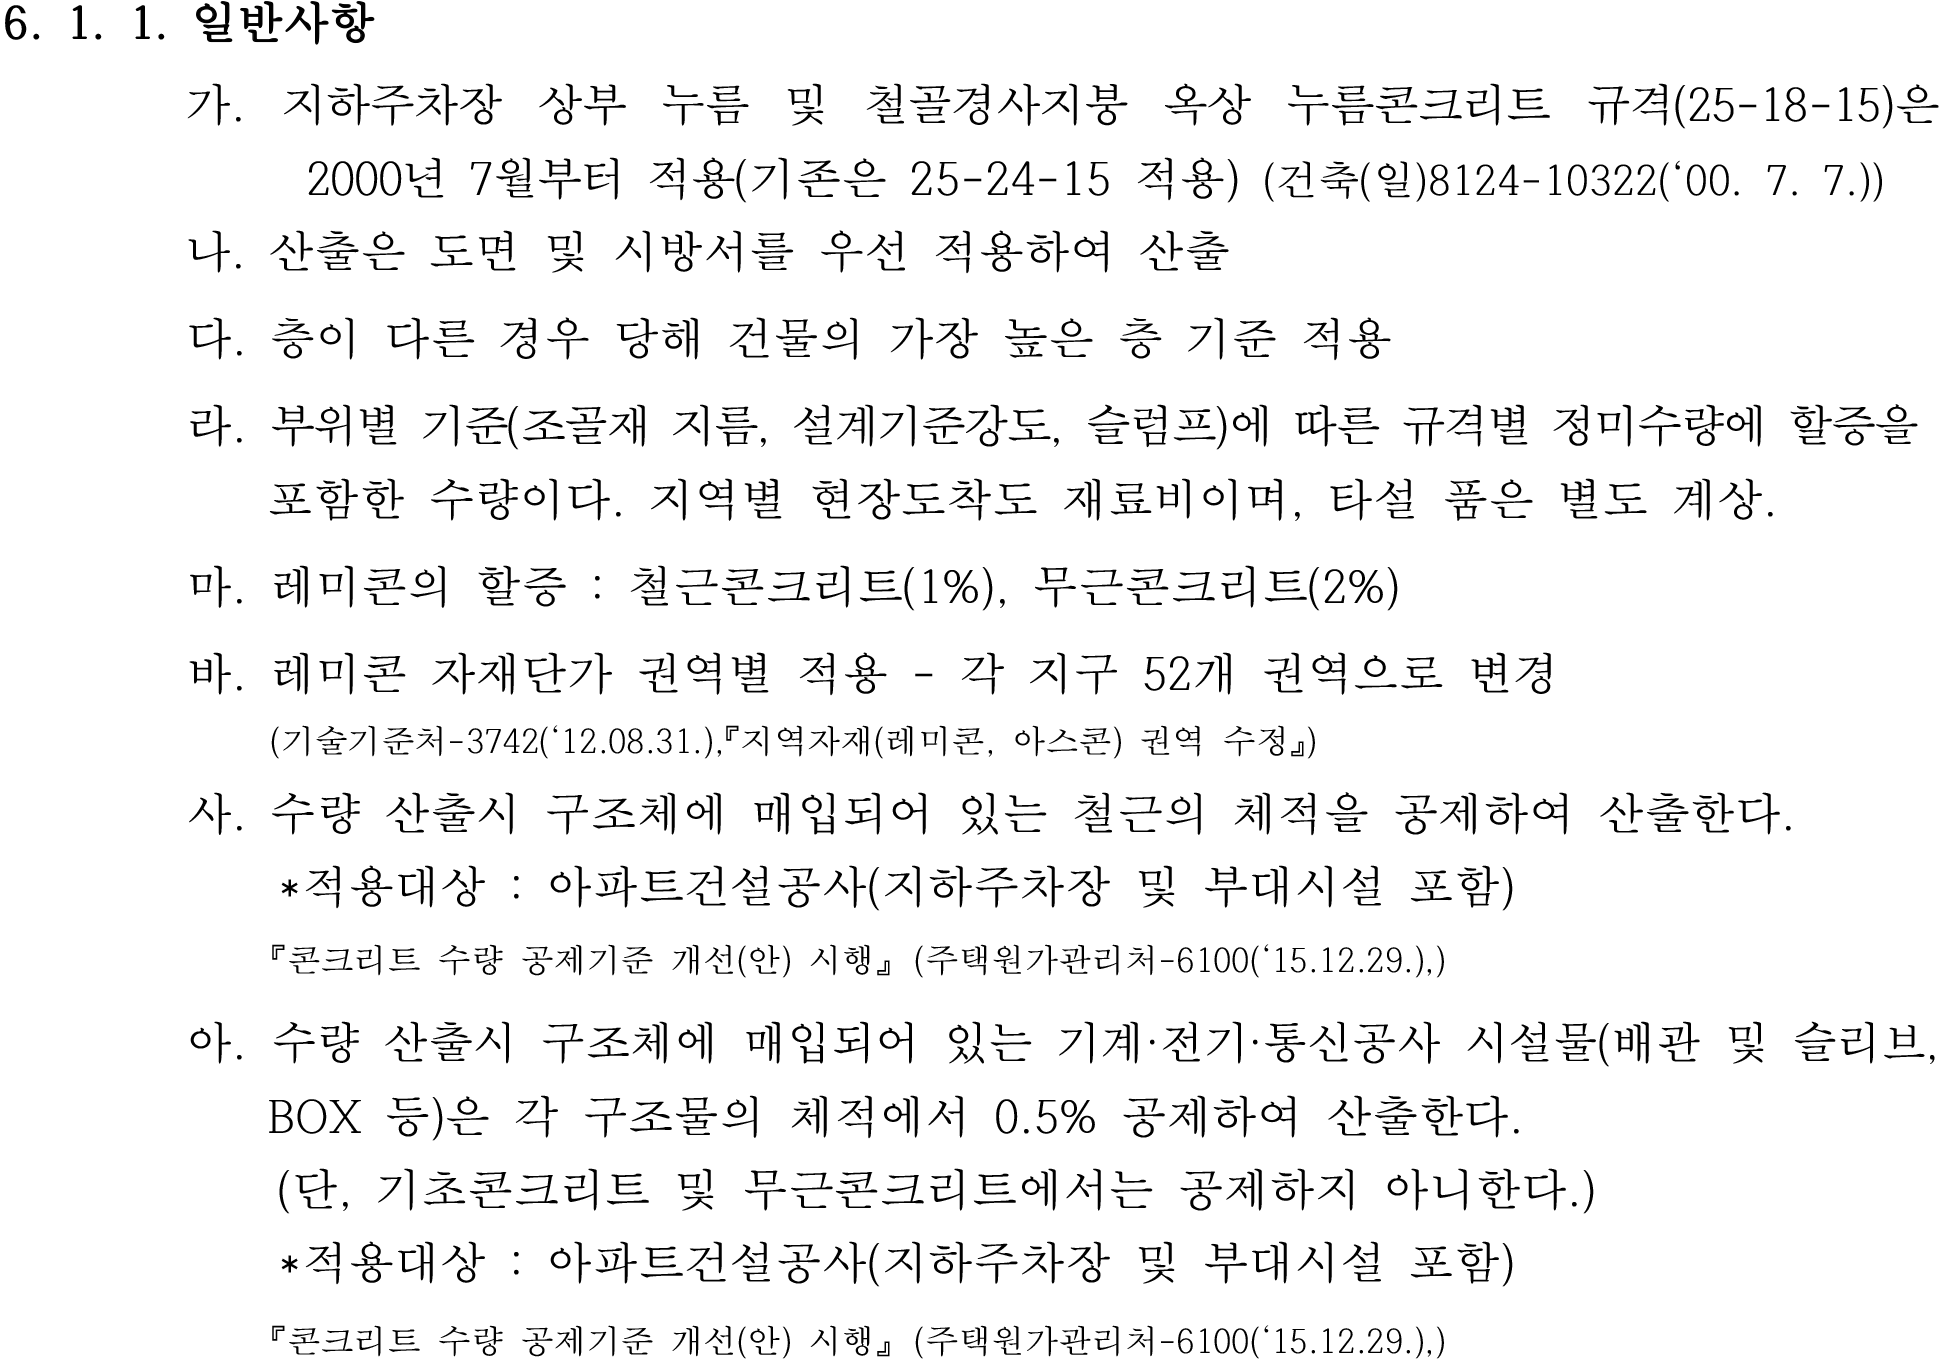 6. 1. 1. 일반사항
가. 지하주차장 상부 누름 및 철골경사지붕 옥상 누름콘크리트 규격(25-18-15)은
2000년 7월부터 적용(기존은 25-24-15 적용) (건축(일)8124-10322(‘00. 7. 7.))
나. 산출은 도면 및 시방서를 우선 적용하여 산출
다. 층이 다른 경우 당해 건물의 가장 높은 층 기준 적용
라. 부위별 기준(조골재 지름, 설계기준강도, 슬럼프)에 따른 규격별 정미수량에 할증을
포함한 수량이다. 지역별 현장도착도 재료비이며, 타설 품은 별도 계상.
마. 레미콘의 할증 : 철근콘크리트(1%), 무근콘크리트(2%)
바. 레미콘 자재단가 권역별 적용 - 각 지구 52개 권역으로 변경
(기술기준처-3742(‘12.08.31.),『지역자재(레미콘, 아스콘) 권역 수정』)
사. 수량 산출시 구조체에 매입되어 있는 철근의 체적을 공제하여 산출한다.
*적용대상 : 아파트건설공사(지하주차장 및 부대시설 포함)
『콘크리트 수량 공제기준 개선(안) 시행』 (주택원가관리처-6100(‘15.12.29.),)
아. 수량 산출시 구조체에 매입되어 있는 기계·전기·통신공사 시설물(배관 및 슬리브,
BOX 등)은 각 구조물의 체적에서 0.5% 공제하여 산출한다.
(단, 기초콘크리트 및 무근콘크리트에서는 공제하지 아니한다.)
*적용대상 : 아파트건설공사(지하주차장 및 부대시설 포함)
『콘크리트 수량 공제기준 개선(안) 시행』 (주택원가관리처-6100(‘15.12.29.),)